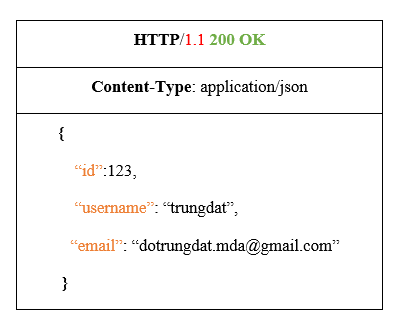 HTTP/1.1 200 OK
Content-Type: application/json
{
“id”:123,
“username”: “trungdat”,
“email”: “dotrungdat.mda@gmail.com”
}